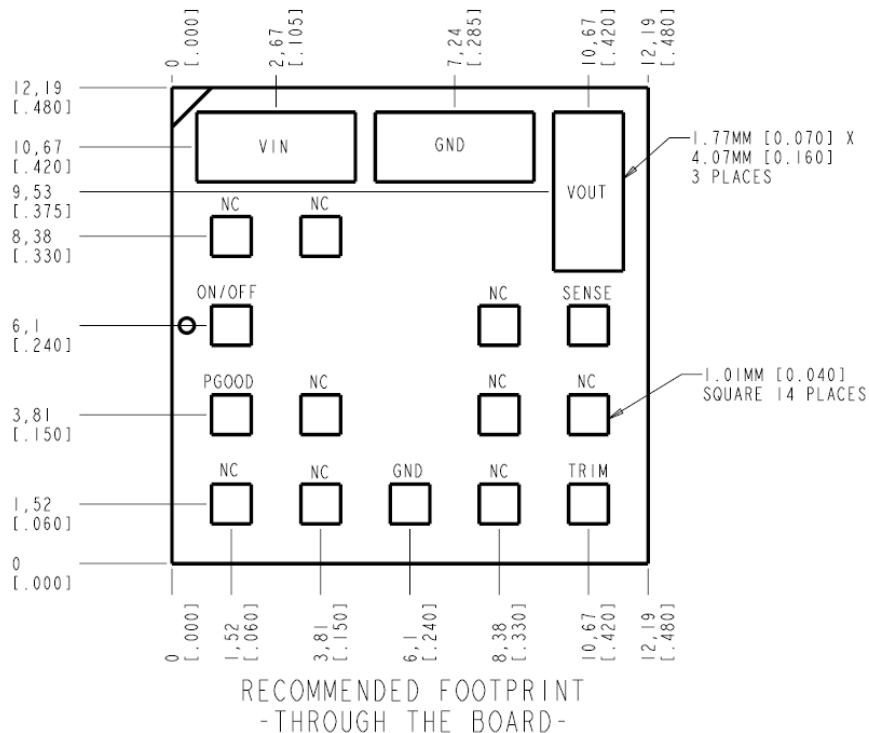 0
[.000]
2,67
[.105]
7,24
[.285]
10,67
[.420]
12,19
[.480]
12,19
[.480]
10,67
[.420]
9,53
[.375]
8,38
[.330]
6,1
[.240]
3,81
[.150]
1,52
[.060]
0
[.000]
VIN
GND
VOUT
1.77MM [0.070] X
4.07MM [0.160]
3 PLACES
NC
NC
ON/OFF
NC
SENSE
PGOOD
NC
NC
NC
1.01MM [0.040]
SQUARE 14 PLACES
NC
NC
GND
NC
TRIM
0
[.000]
1,52
[.060]
3,81
[.150]
6,1
[.240]
8,38
[.330]
10,67
[.420]
12,19
[.480]
RECOMMENDED FOOTPRINT
-THROUGH THE BOARD-